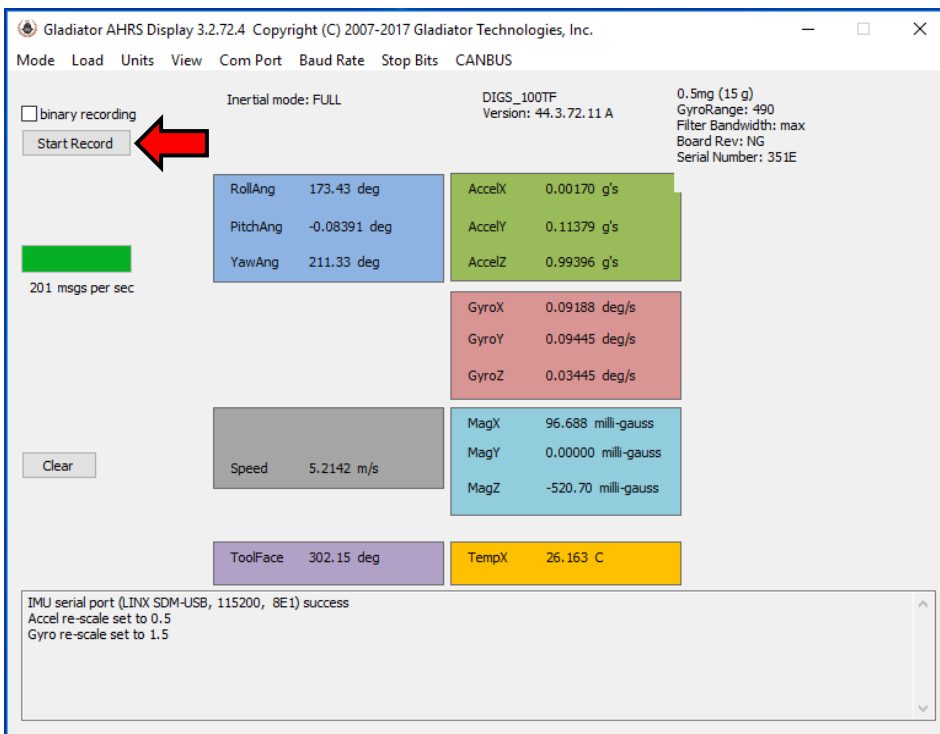 Gladiator AHRS Display 3.2.72.4 Copyright (C) 2007-2017 Gladiator Technologies, Inc.
Mode Load Units View Com Port Baud Rate Stop Bits CANBUS
binary recording
Start Record
Inertial mode: FULL
DIGS_100TF
Version: 44.3.72.11 A
0.5mg (15 g)
GyroRange: 490
Filter Bandwidth: max
Board Rev: NG
Serial Number: 351E
RollAng 173.43 deg
PitchAng -0.08391 deg
YawAng 211.33 deg
AccelX 0.00170 g's
AccelY 0.11379 g's
AccelZ 0.99396 g's
201 msgs per sec
GyroX 0.09188 deg/s
GyroY 0.09445 deg/s
GyroZ 0.03445 deg/s
Clear
Speed 5.2142 m/s
MagX 96.688 milli-gauss
MagY 0.00000 milli-gauss
MagZ -520.70 milli-gauss
ToolFace 302.15 deg
TempX 26.163 C
IMU serial port (LINX SDM-USB, 115200, 8E1) success
Accel re-scale set to 0.5
Gyro re-scale set to 1.5